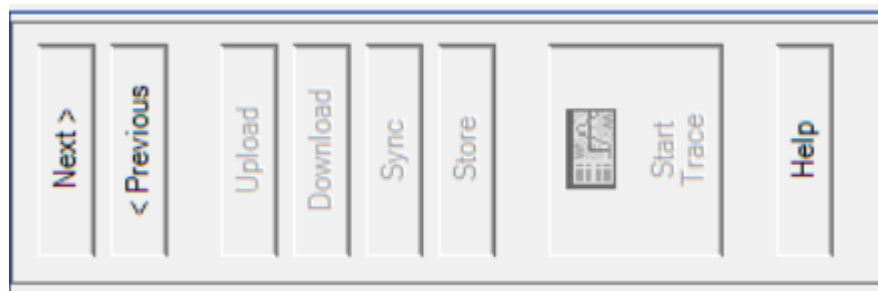 Next >
< Previous
Upload
Download
Sync
Store
Start
Trace
Help